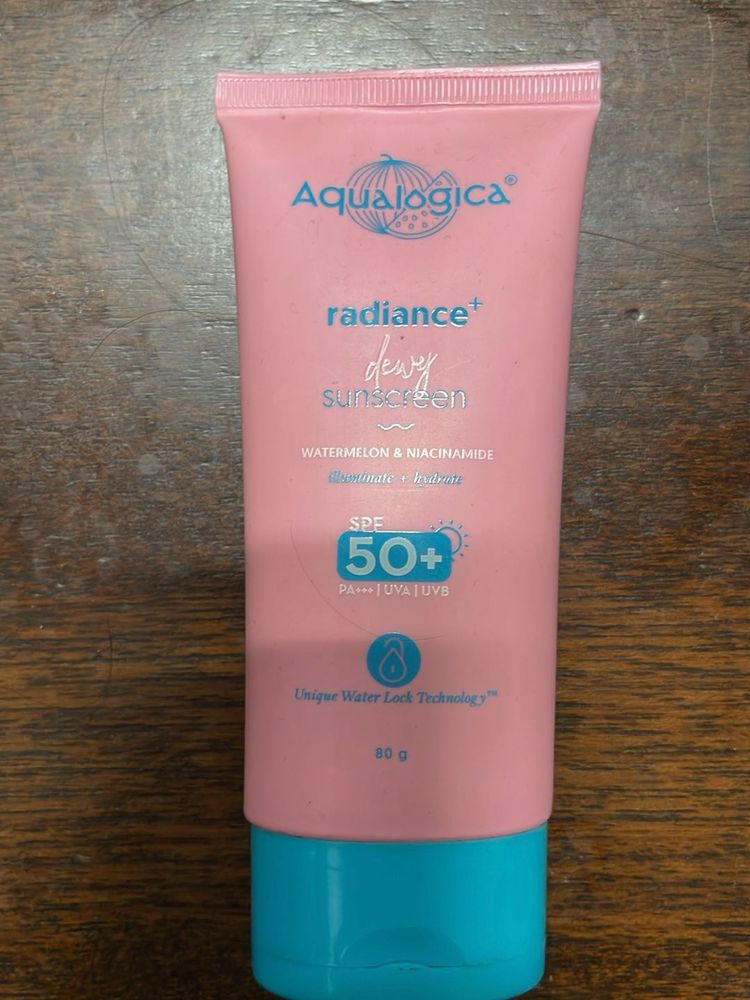 Aqualogica®
radiance+
dewy
sunscreen
WATERMELON & NIACINAMIDE
illuminate + hydrate
SPF
50+
PA+++ | UVA | UVB
Unique Water Lock Technology™
80 g